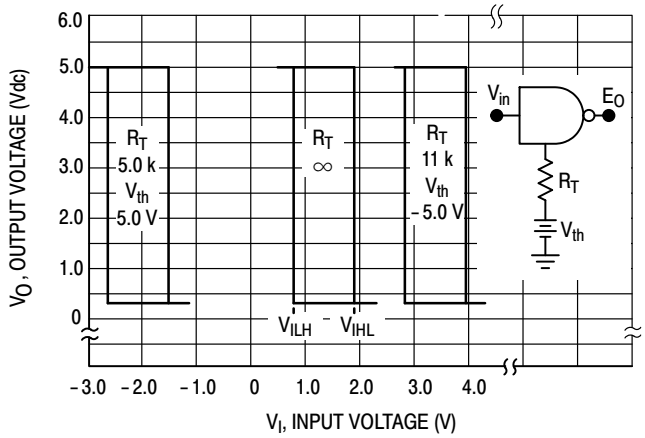 6.0
5.0
4.0
3.0
2.0
1.0
0
VO, OUTPUT VOLTAGE (Vdc)
RT
5.0 k
Vth
5.0 V
RT
∞
RT
11 k
Vth
-5.0 V
Vin
EO
RT
Vth
VILH
VIHL
-3.0 -2.0 -1.0 0 1.0 2.0 3.0 4.0
VI, INPUT VOLTAGE (V)